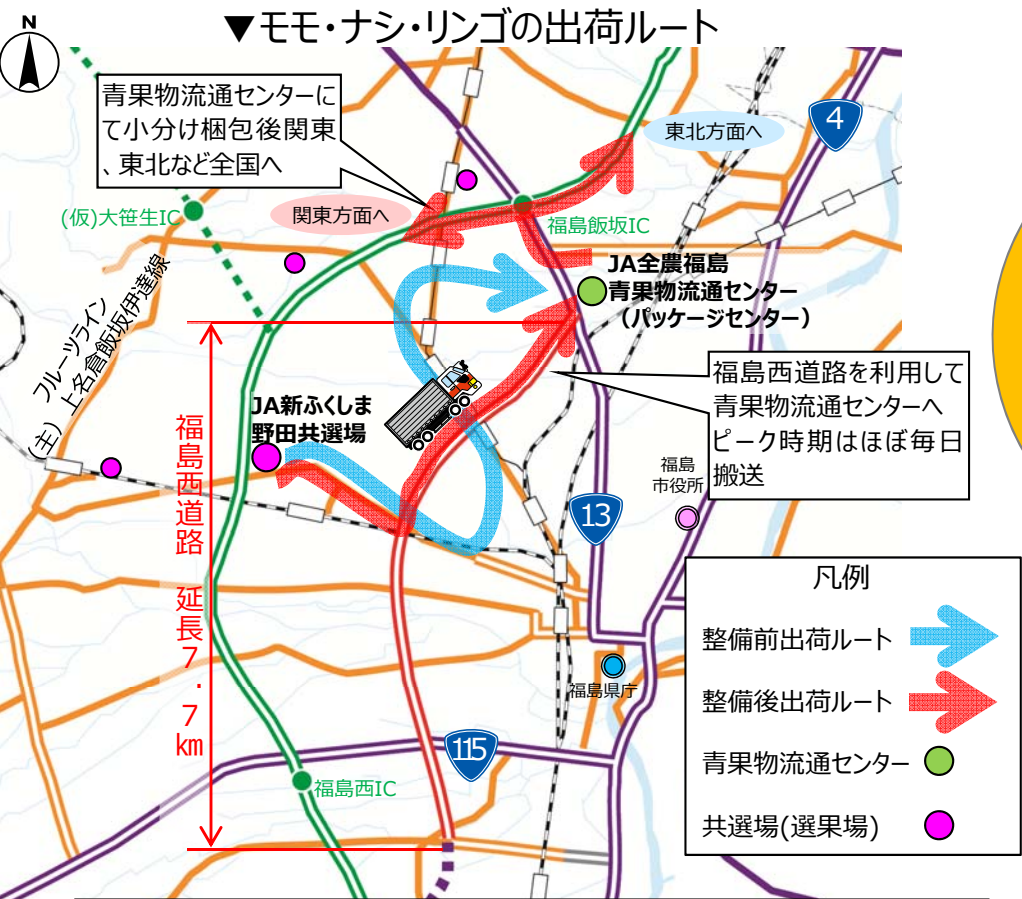 ▼モモ・ナシ・リンゴの出荷ルート
N
青果物流通センターに
て小分け梱包後関東
、東北など全国へ
東北方面へ
4
(仮)大笹生IC
関東方面へ
福島飯坂IC
JA全農福島
青果物流通センター
(パッケージセンター)
フルーツライン
(主)上名倉飯坂伊達線
福島西道路を利用して
青果物流通センターへ
ピーク時期はほぼ毎日
搬送
JA新ふくしま
野田共選場
福島西道路 延長7.7km
福島
市役所
13
凡例
整備前出荷ルート
整備後出荷ルート
青果物流通センター
共選場(選果場)
福島県庁
115
福島西IC